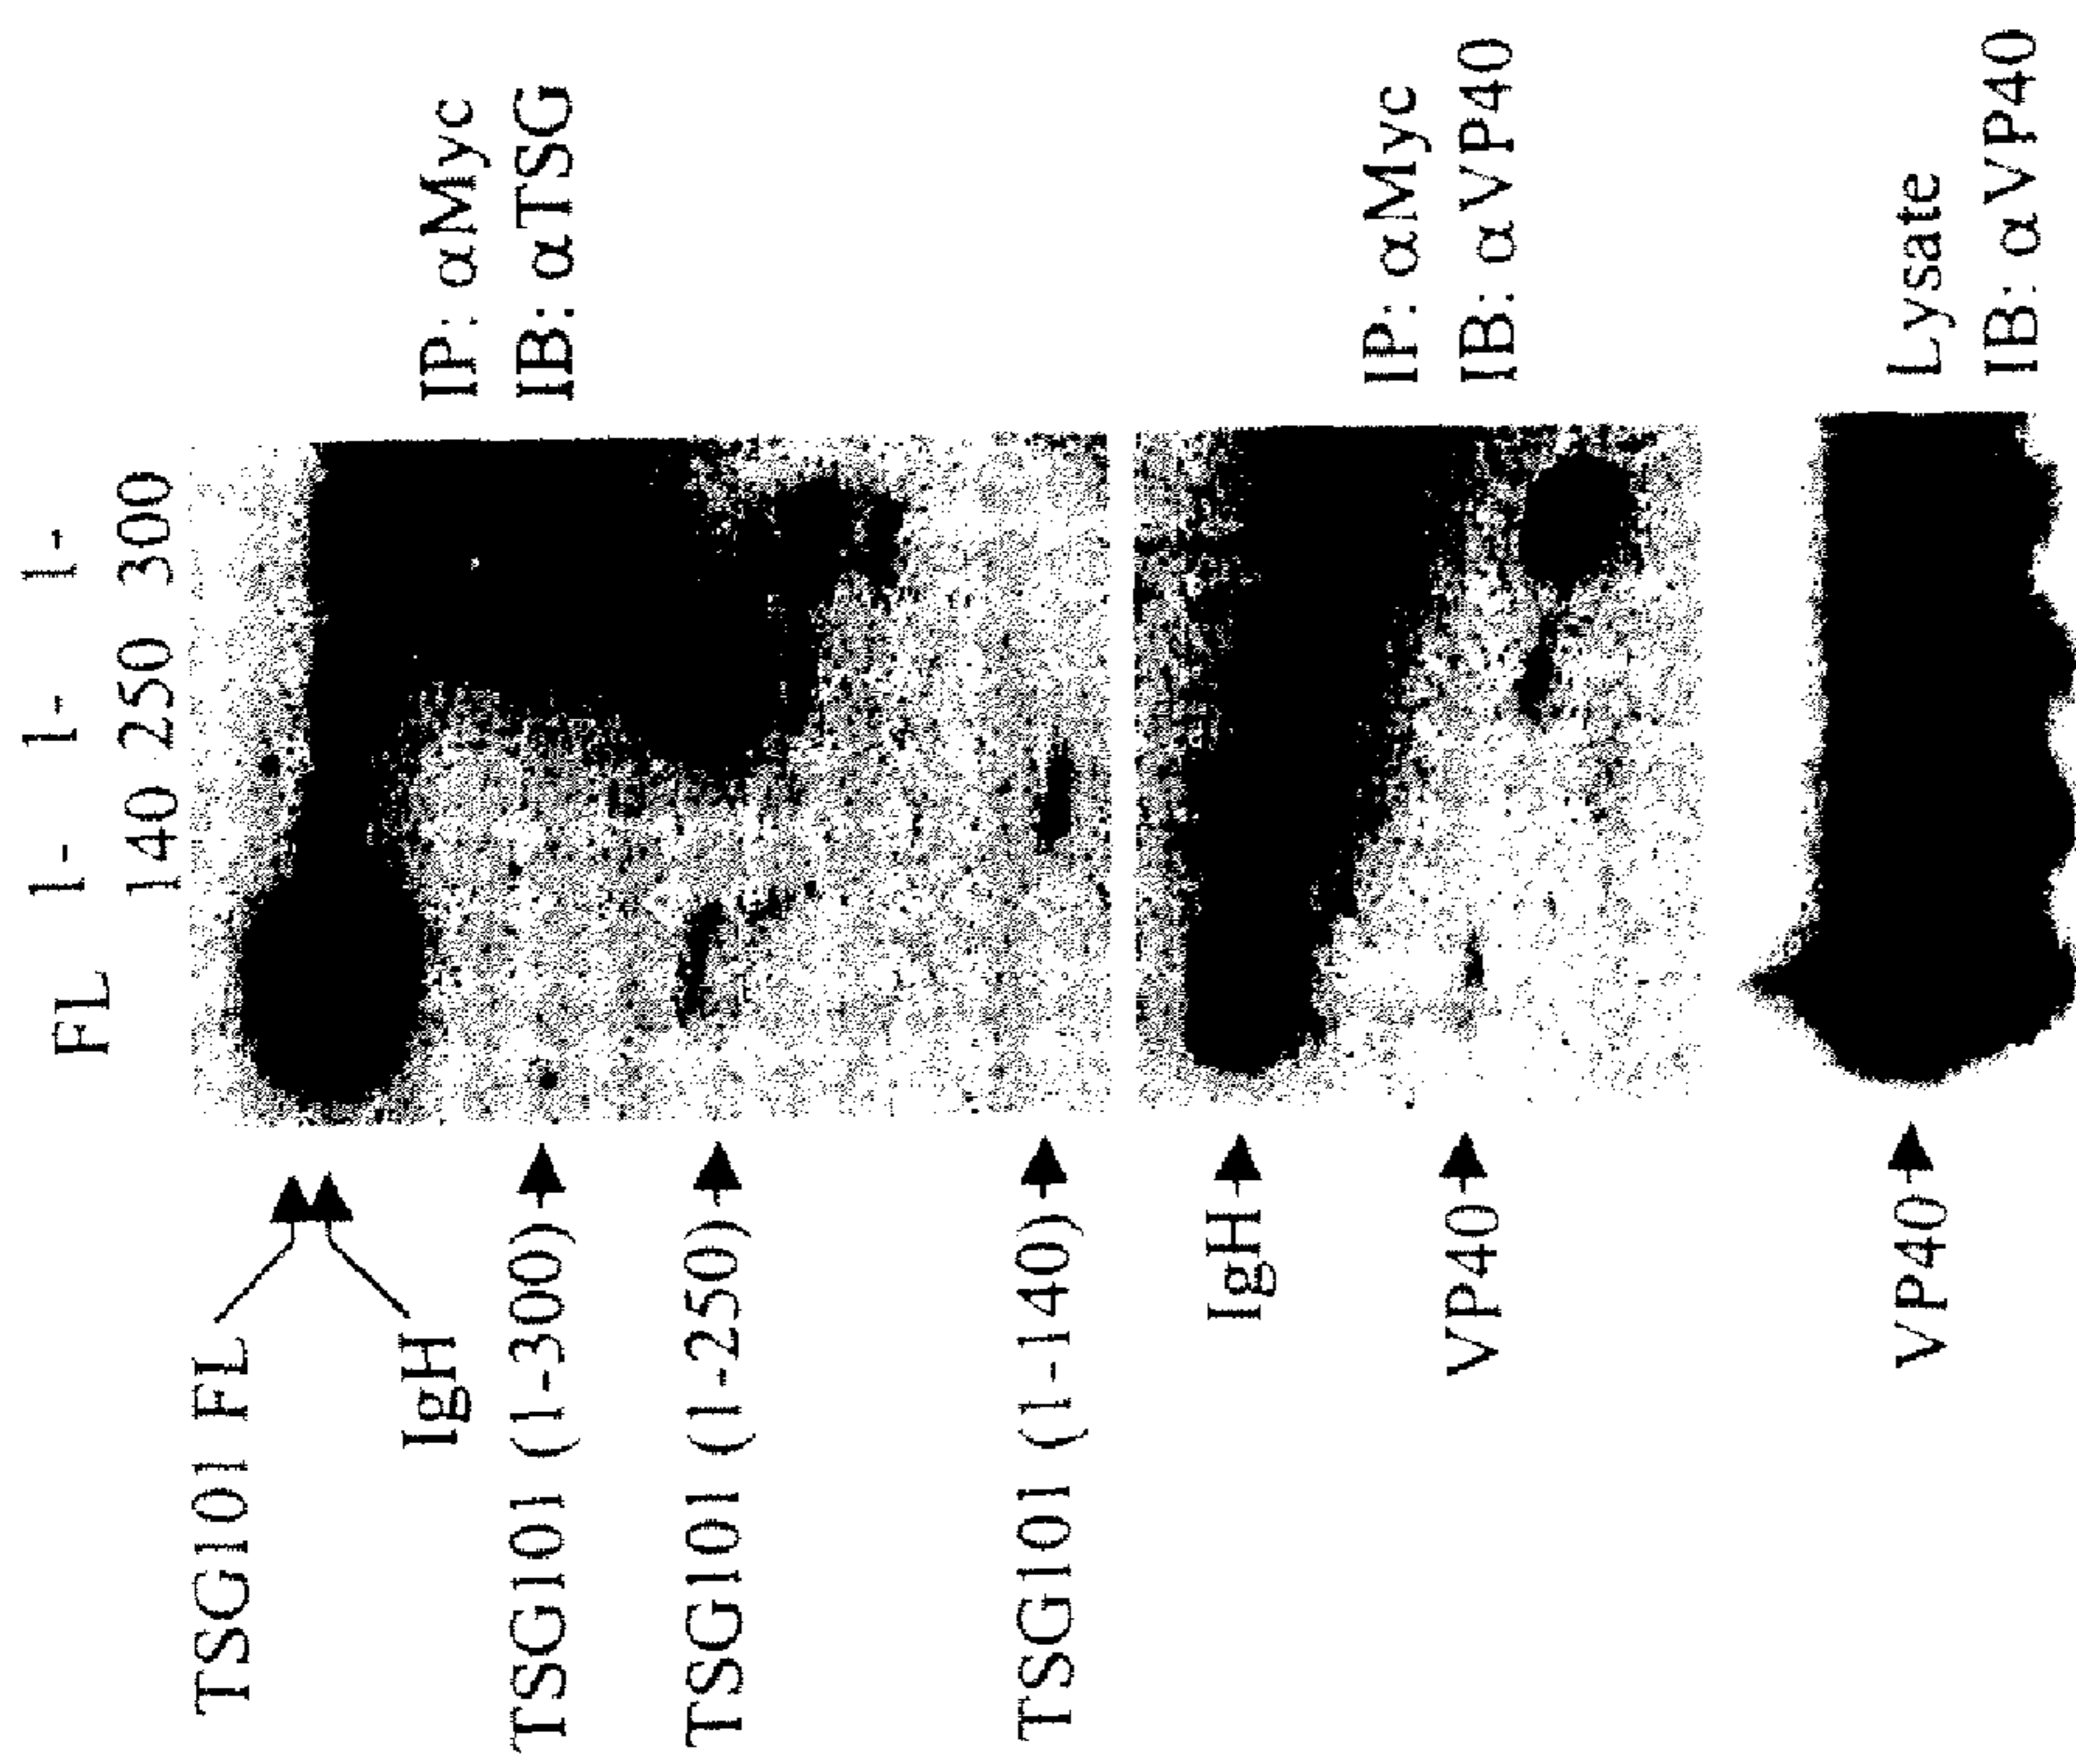 FL 1- 1- 1-
140 250 300
TSG101 FL
IgH
TSG101 (1-300)
TSG101 (1-250)
TSG101 (1-140)
IP: αMyc
IB: αTSG
IgH
VP40
IP: αMyc
IB: αVP40
VP40
Lysate
IB: αVP40